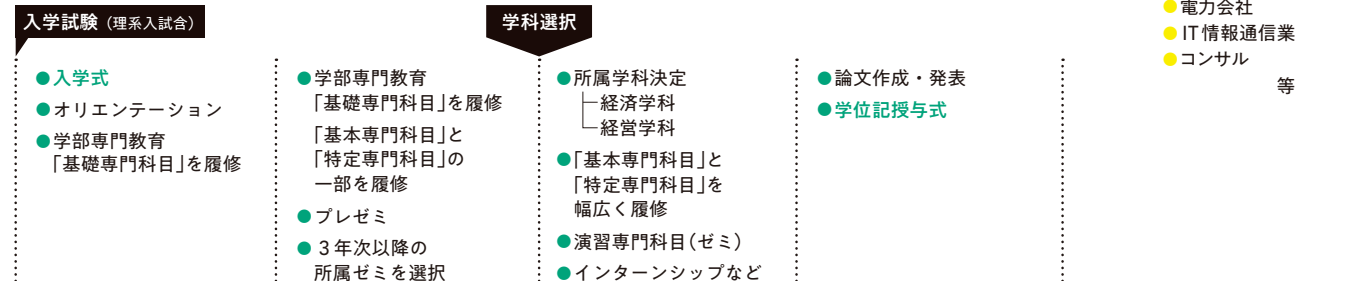 入学試験（理系入試含）
学科選択
●入学式
●オリエンテーション
●学部専門教育
「基礎専門科目」を履修
●学部専門教育
「基礎専門科目」を履修
「基本専門科目」と
「特定専門科目」の
一部を履修
●プレゼミ
●３年次以降の
所属ゼミを選択
●所属学科決定
├経済学科
└経営学科
●「基本専門科目」と
「特定専門科目」を
幅広く履修
●演習専門科目（ゼミ）
●インターンシップなど
●論文作成・発表
●学位記授与式
●電力会社
●IT情報通信業
●コンサル
等